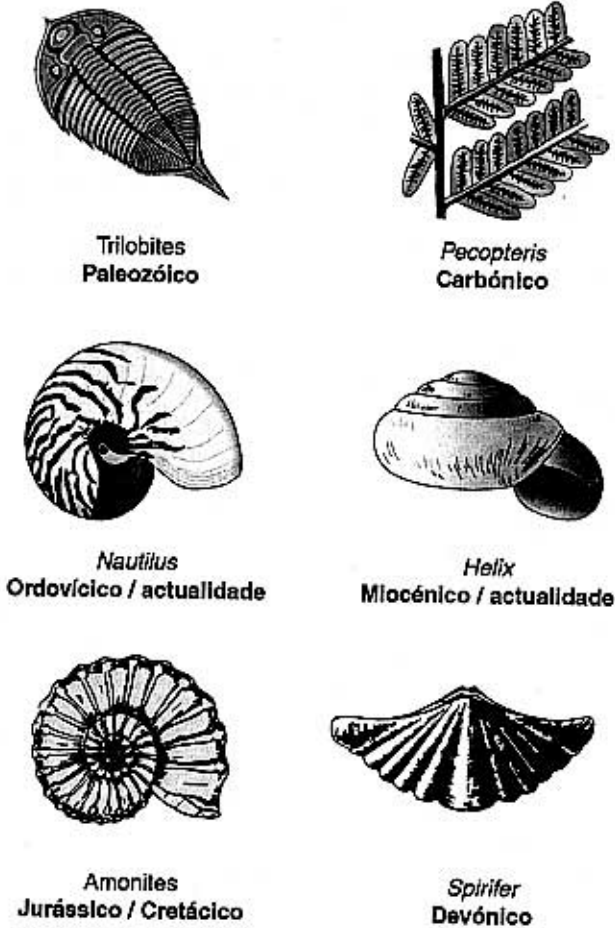 Trilobites
Paleozóico
Pecopteris
Carbónico
Nautilus
Ordovícico / actualidade
Helix
Miocénico / actualidade
Amonites
Jurássico / Cretácico
Spirifer
Devónico